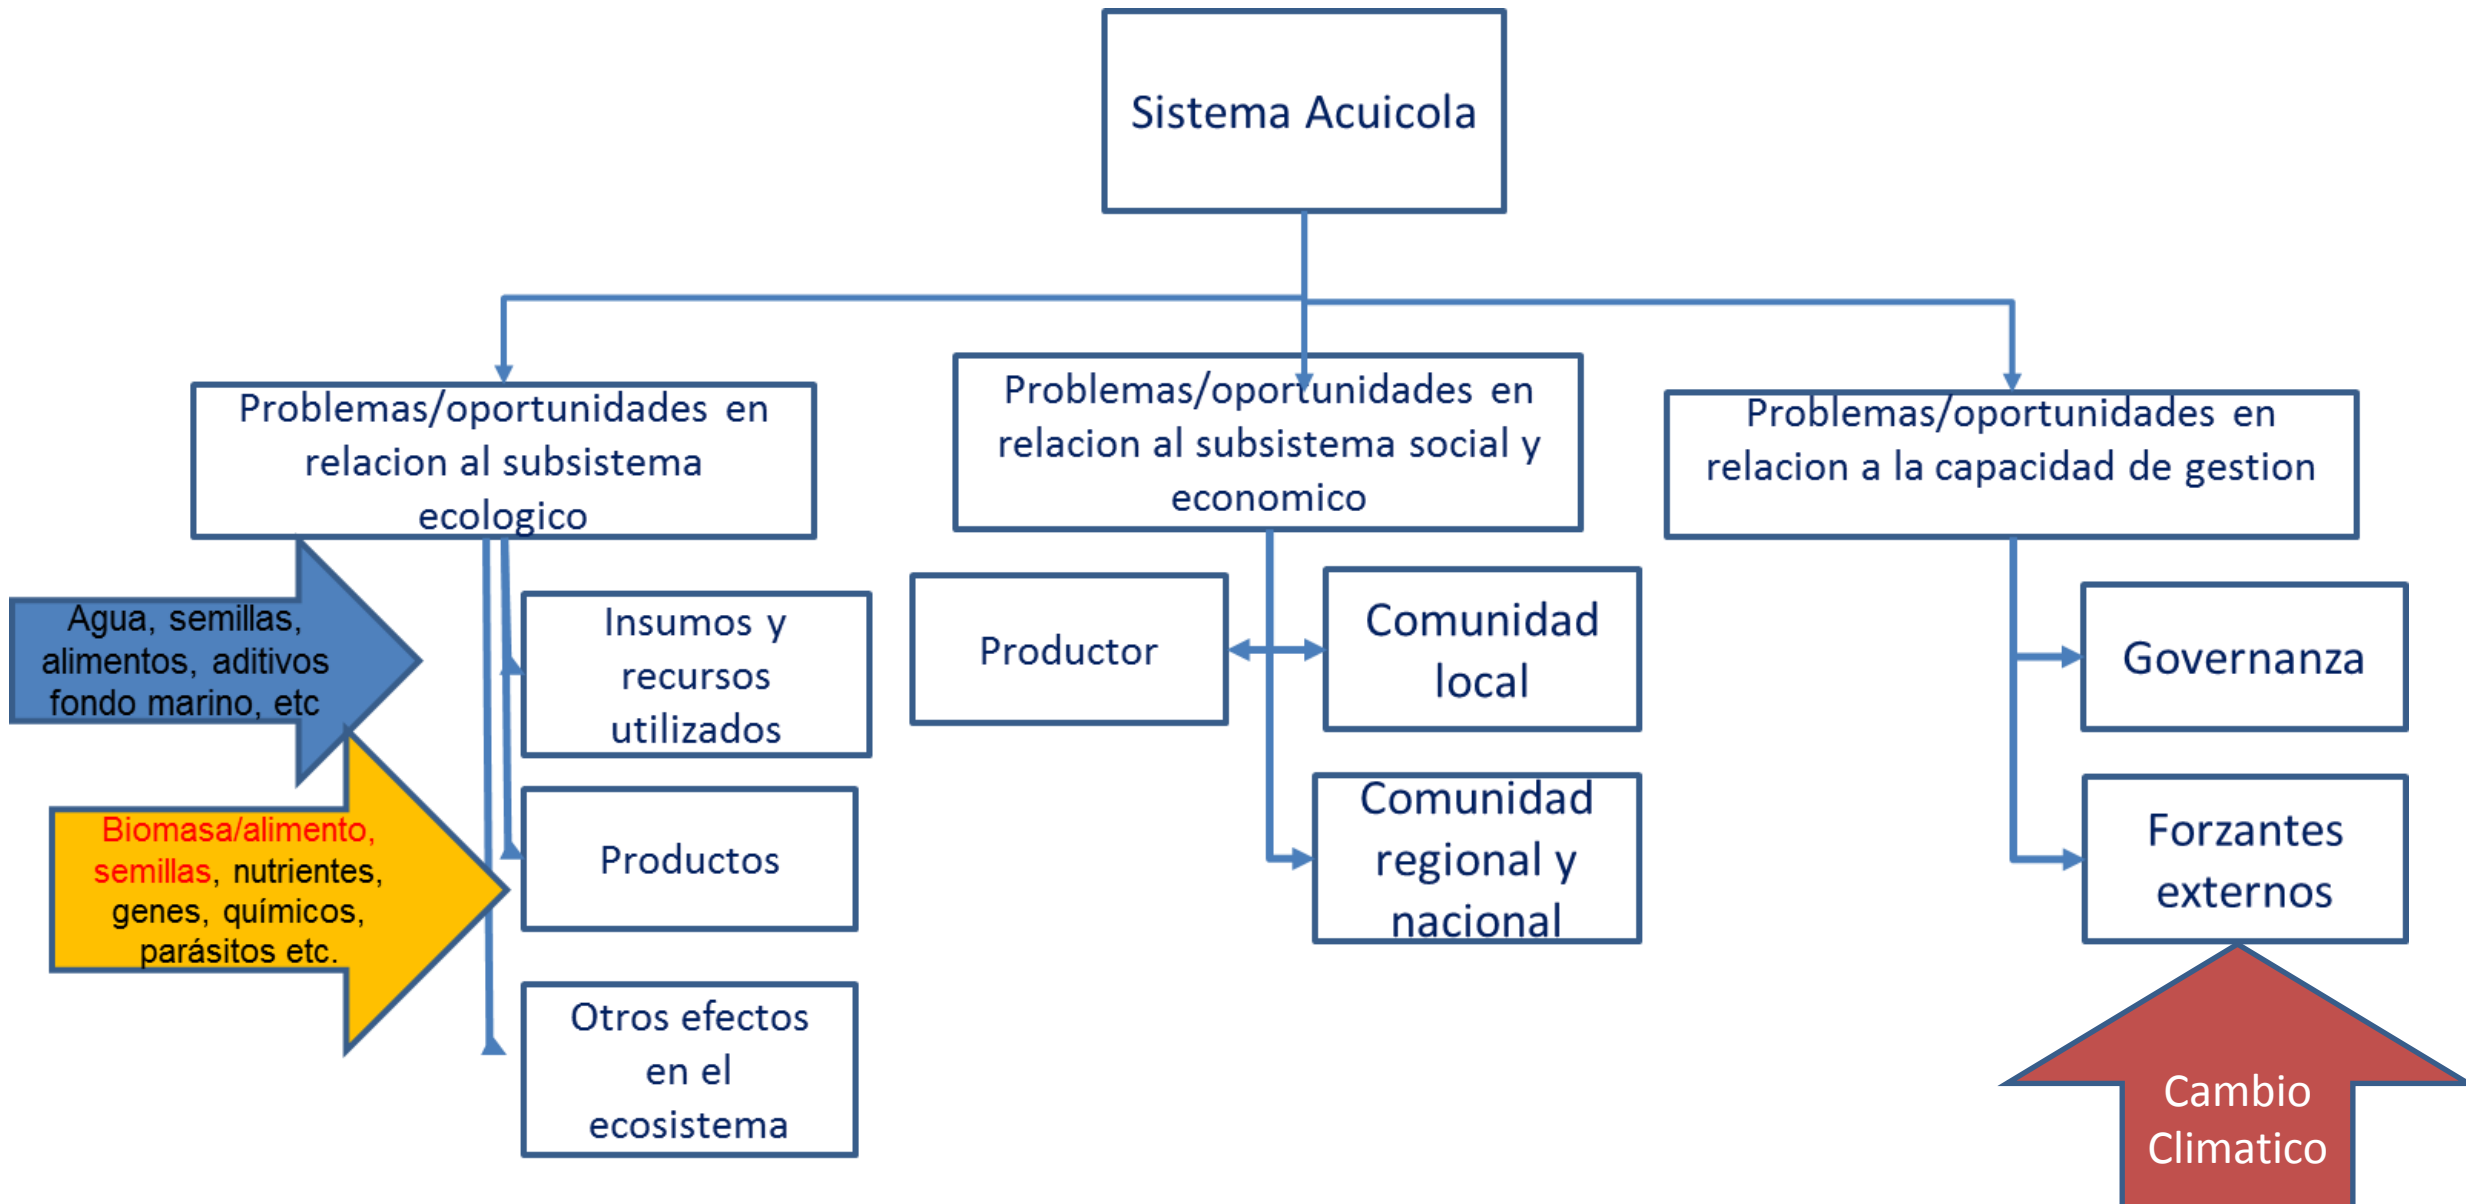 Sistema Acuicola
Problemas/oportunidades en
relacion al subsistema
ecologico
Problemas/oportunidades en
relacion al subsistema social y
economico
Problemas/oportunidades en
relacion a la capacidad de gestion
Agua, semillas,
alimentos, aditivos
fondo marino, etc
Biomasa/alimento,
semillas, nutrientes,
genes, químicos,
parásitos etc.
Insumos y
recursos
utilizados
Productos
Otros efectos
en el
ecosistema
Productor
Comunidad
local
Comunidad
regional y
nacional
Governanza
Forzantes
externos
Cambio
Climatico